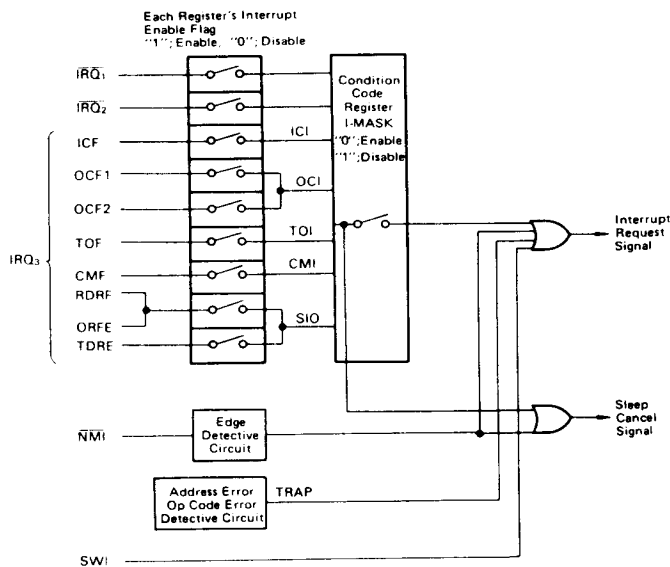 Each Register's Interrupt
Enable Flag
"1"; Enable, "0"; Disable
IRQ1
IRQ2
ICF
OCF1
OCF2
TOF
CMF
RDRF
ORFE
TDRE
IRQ3
ICI
OCI
TOI
CMI
SIO
Condition
Code
Register
I-MASK
"0";Enable
"1";Disable
Interrupt
Request
Signal
Sleep
Cancel
Signal
NMI
Edge
Detective
Circuit
Address Error
Op Code Error
Detective Circuit
TRAP
SWI